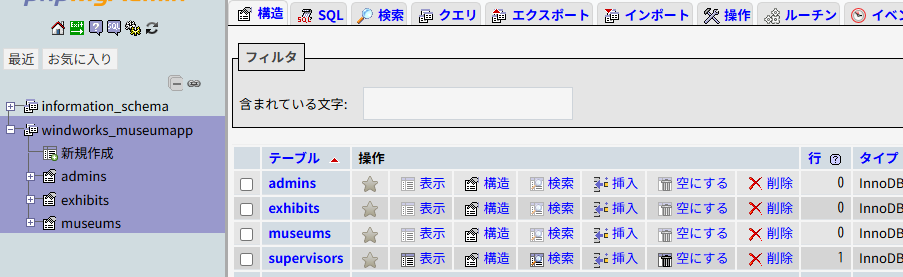 phpMyAdmin
最近 お気に入り
information_schema
windworks_museumapp
新規作成
admins
exhibits
museums
構造 SQL 検索 クエリ エクスポート インポート 操作 ルーチン イベン
フィルタ
含まれている文字:
テーブル 操作 行 タイプ
admins 表示 構造 検索 挿入 空にする 削除 0 InnoDB
exhibits 表示 構造 検索 挿入 空にする 削除 0 InnoDB
museums 表示 構造 検索 挿入 空にする 削除 0 InnoDB
supervisors 表示 構造 検索 挿入 空にする 削除 1 InnoDB